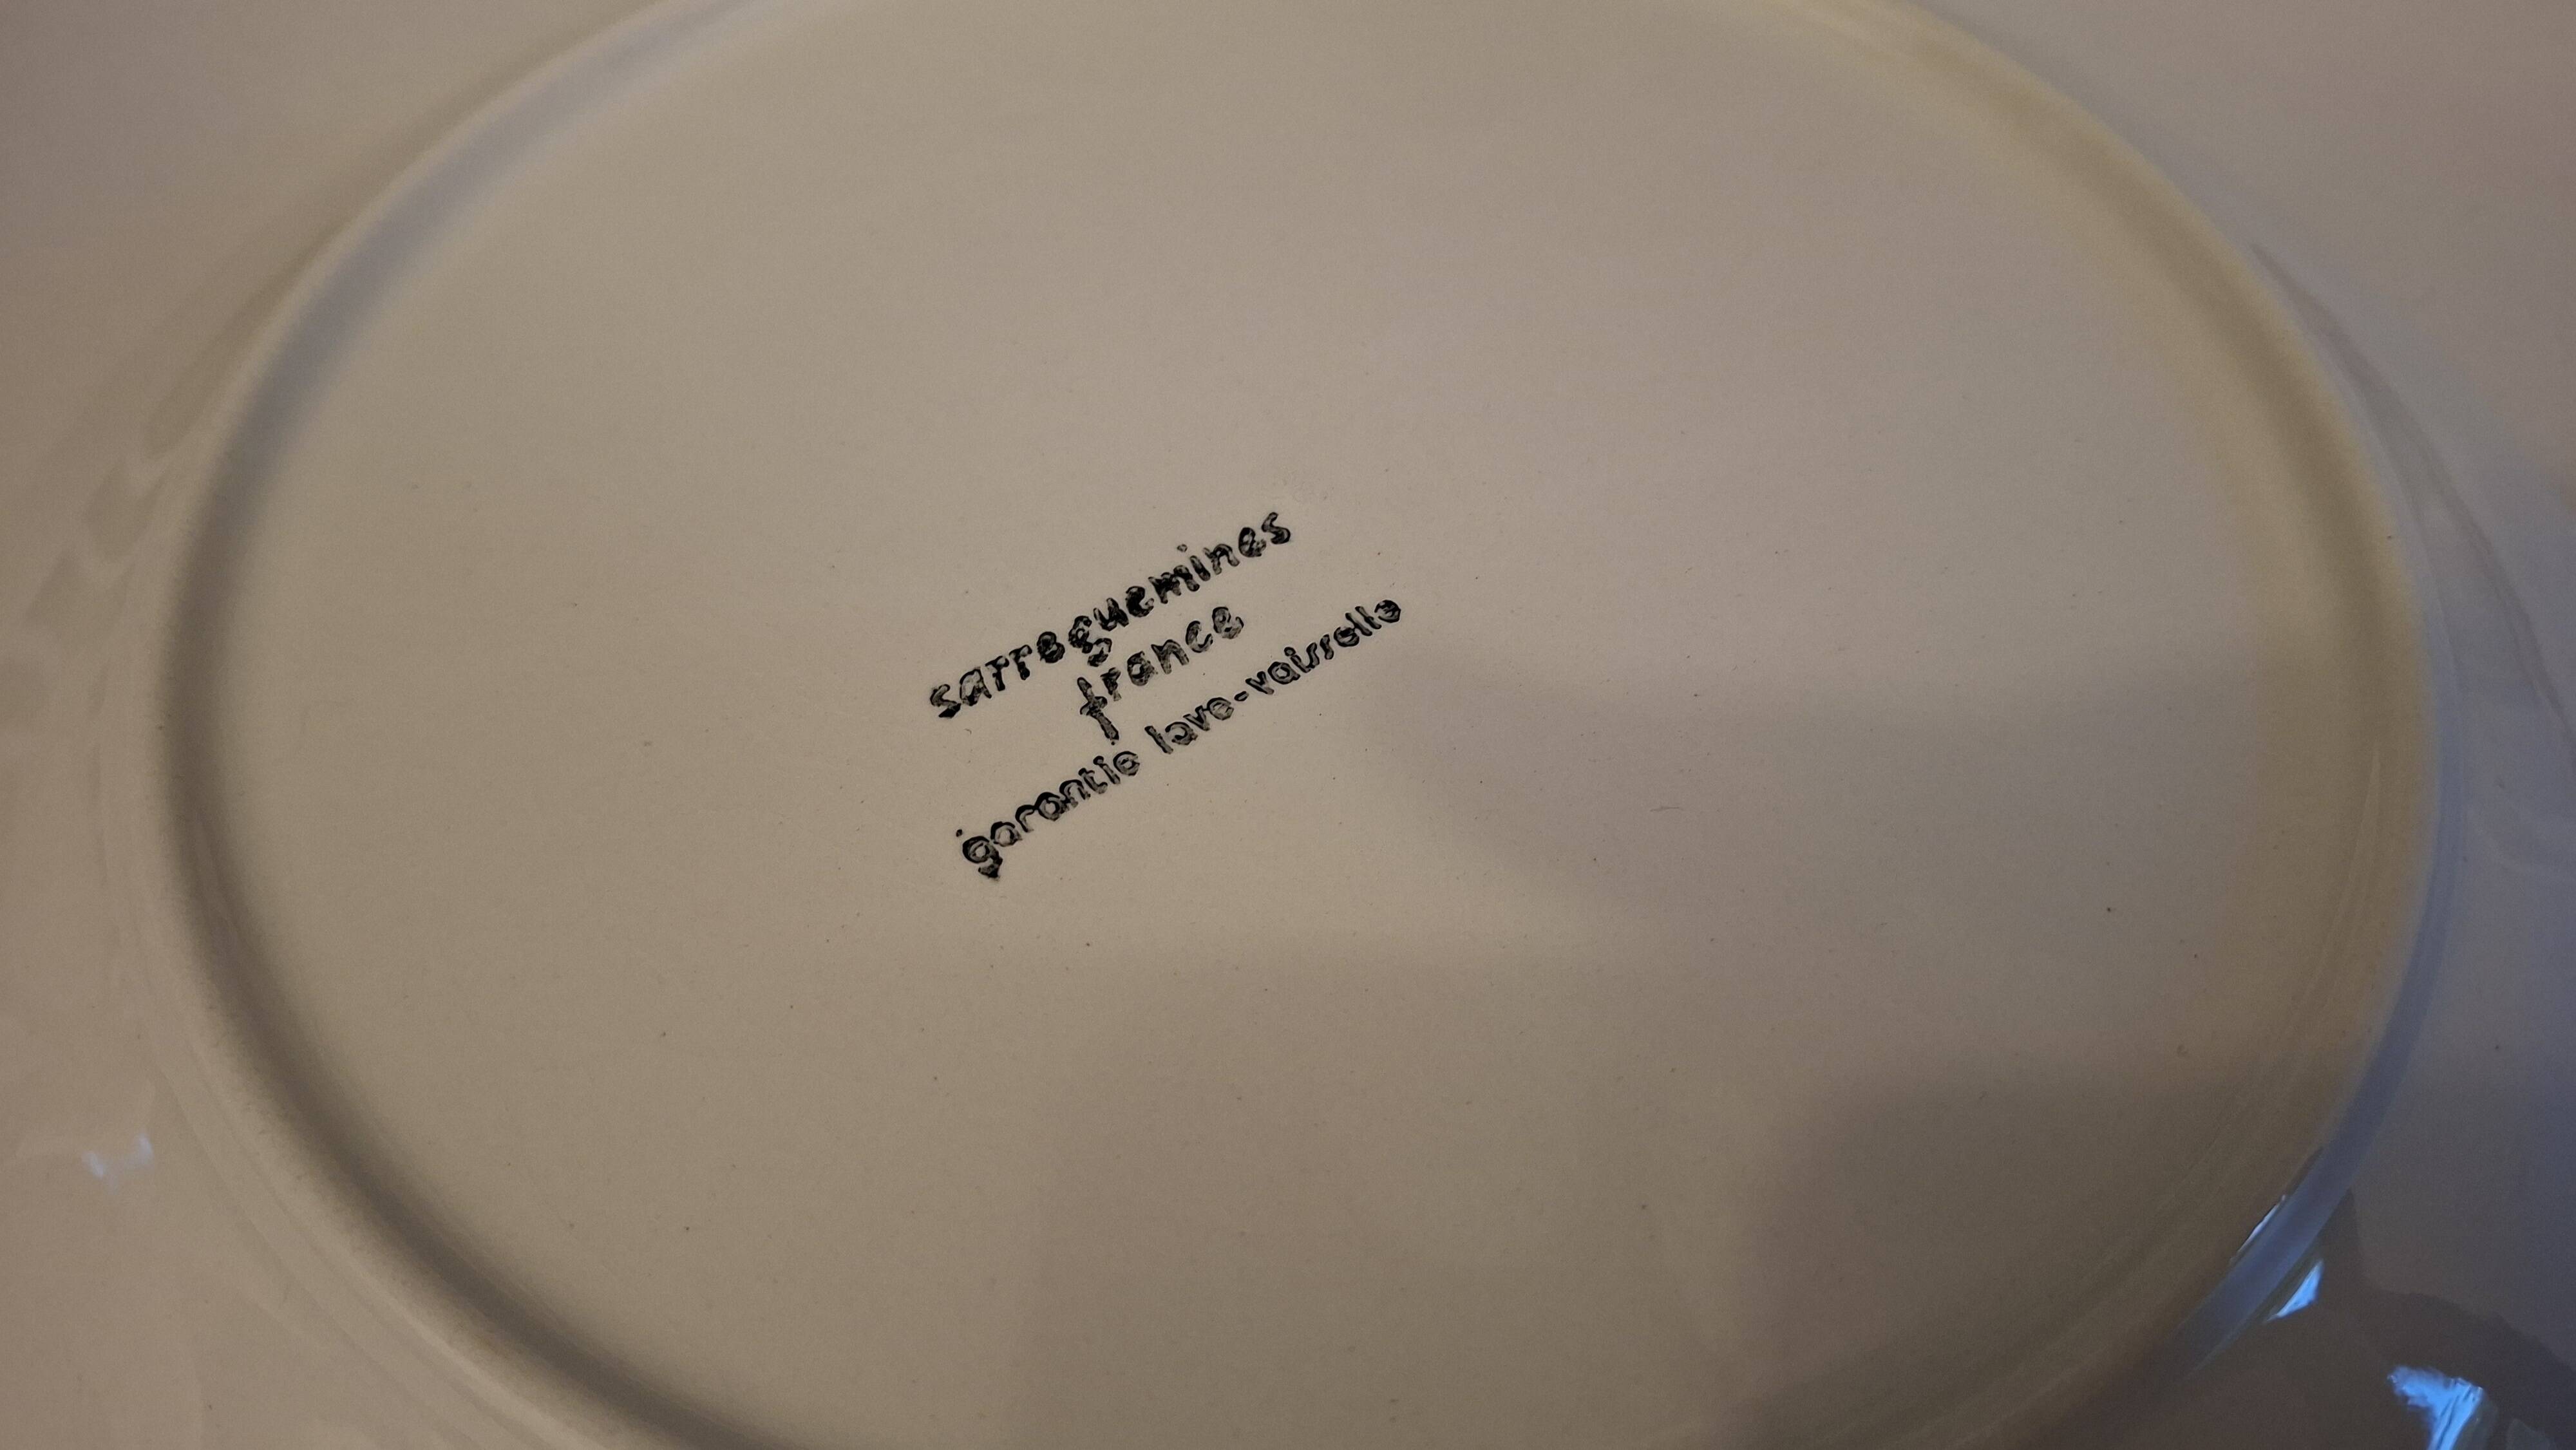 sarreguemines
france
garantie lave-vaisselle